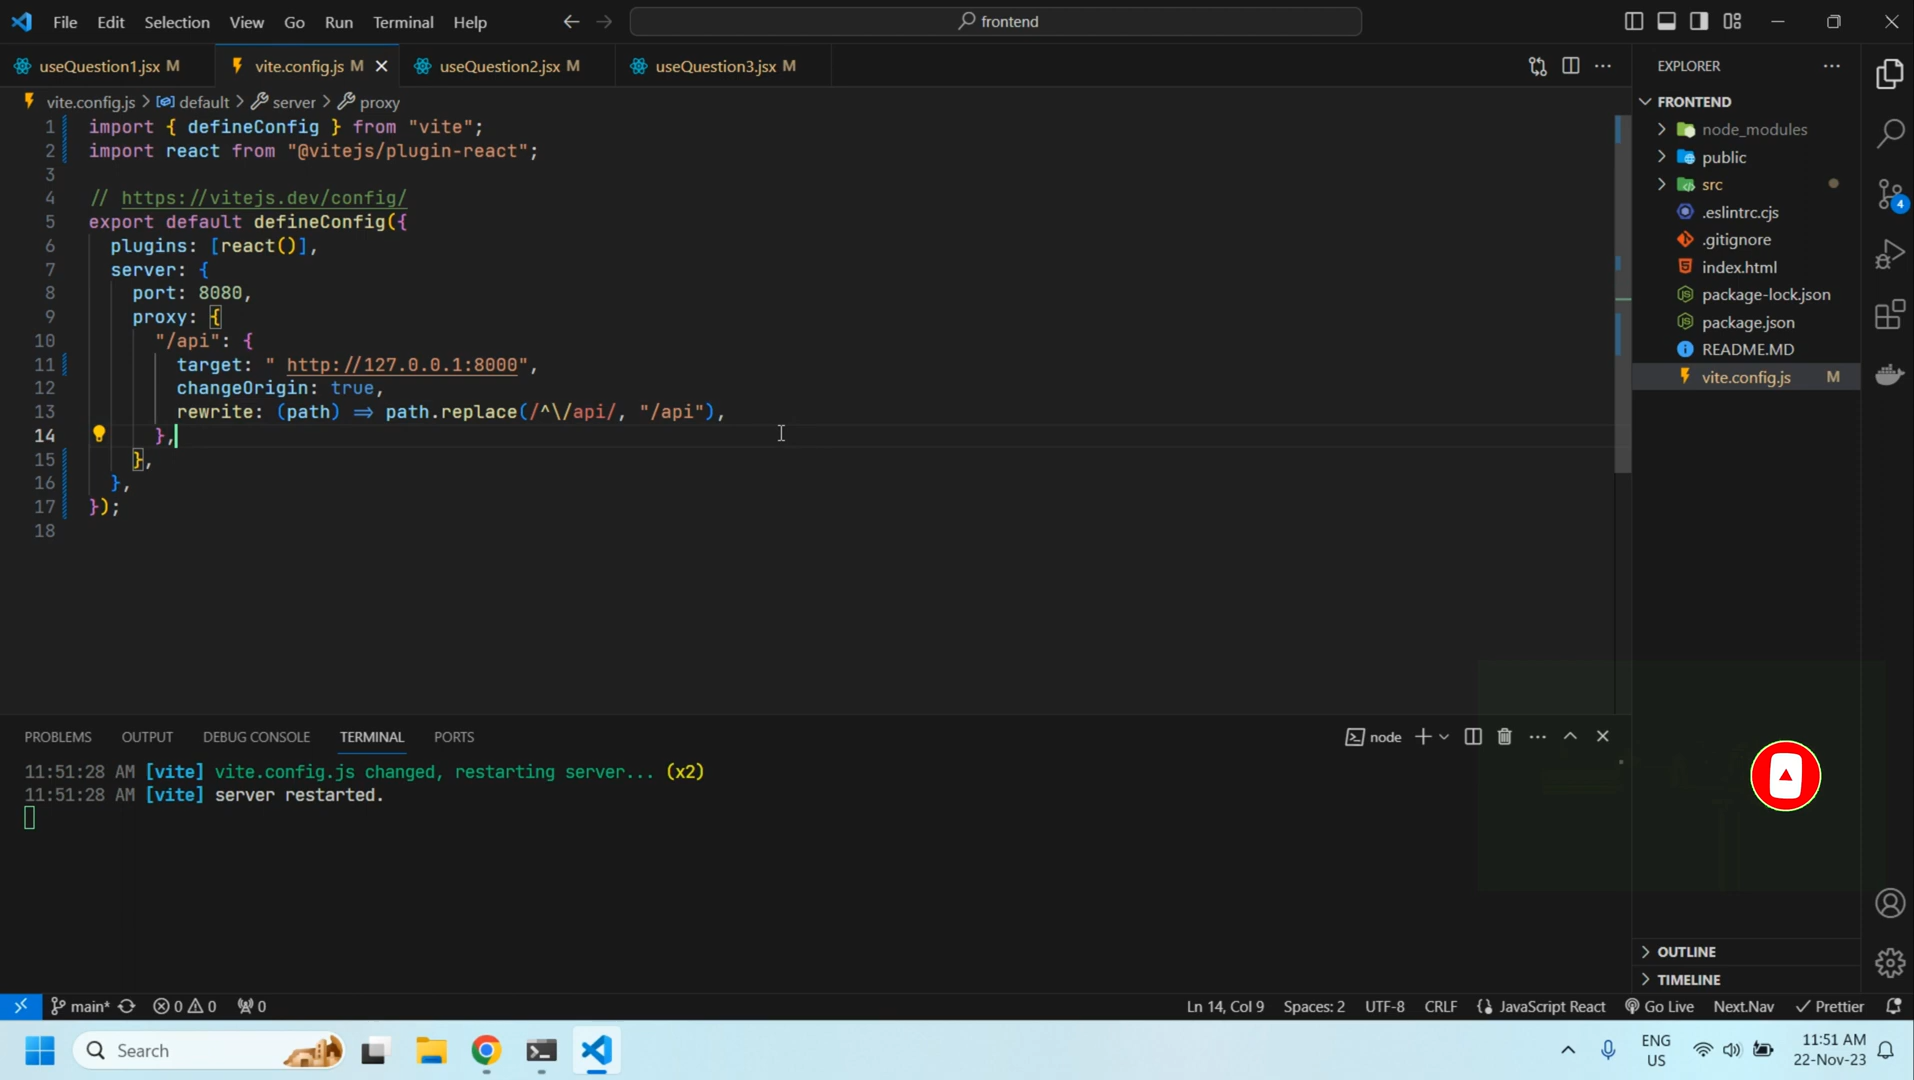 File Edit Selection View Go Run Terminal Help
frontend
useQuestion1.jsx M
vite.config.js M
useQuestion2.jsx M
useQuestion3.jsx M
vite.config.js > default > server > proxy
1 import { defineConfig } from "vite";
2 import react from "@vitejs/plugin-react";
3
4 // https://vitejs.dev/config/
5 export default defineConfig({
6 plugins: [react()],
7 server: {
8 port: 8080,
9 proxy: {
10 "/api": {
11 target: " http://127.0.0.1:8000",
12 changeOrigin: true,
13 rewrite: (path) => path.replace(/^\/api/, "/api"),
14 },
15 },
16 },
17 });
18
EXPLORER
FRONTEND
node_modules
public
src
.eslintrc.cjs
.gitignore
index.html
package-lock.json
package.json
README.MD
vite.config.js M
OUTLINE
TIMELINE
4
PROBLEMS OUTPUT DEBUG CONSOLE TERMINAL PORTS
node
11:51:28 AM [vite] vite.config.js changed, restarting server... (x2)
11:51:28 AM [vite] server restarted.
main* 0 0 0
Ln 14, Col 9 Spaces: 2 UTF-8 CRLF JavaScript React Go Live Next.Nav Prettier
Search
ENG
US
11:51 AM
22-Nov-23